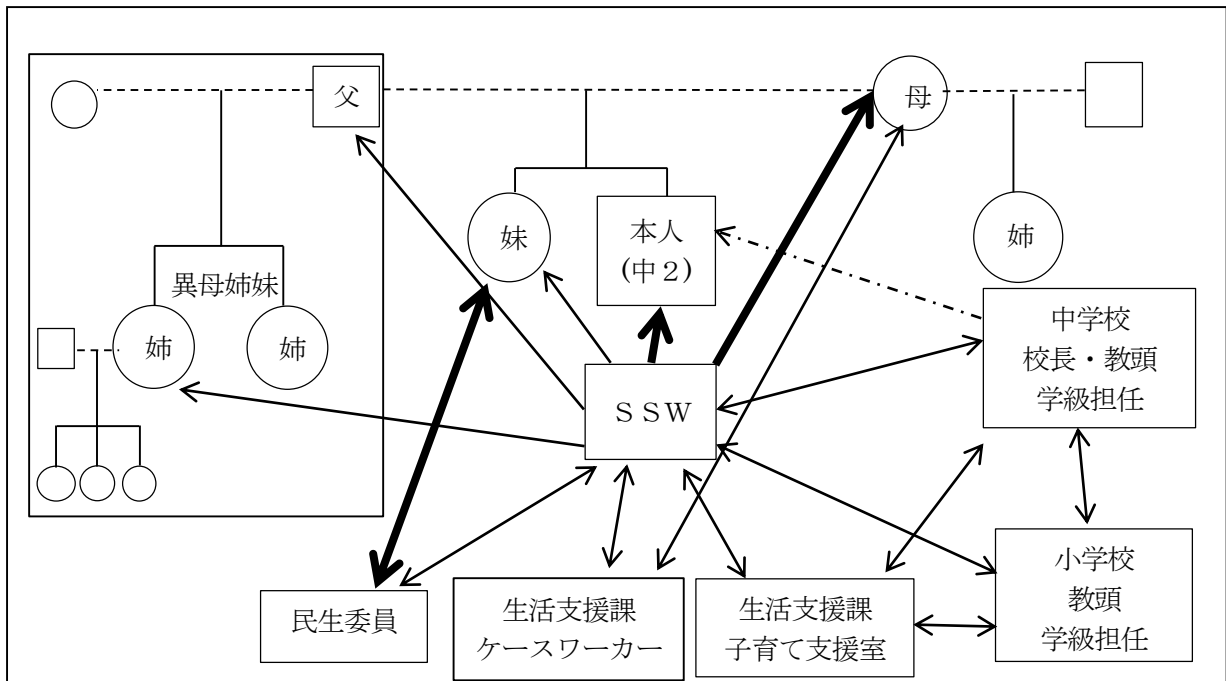 父
母
妹
本人
(中２)
姉
異母姉妹
姉
姉
ＳＳＷ
中学校
校長・教頭
学級担任
民生委員
生活支援課
ケースワーカー
生活支援課
子育て支援室
小学校
教頭
学級担任